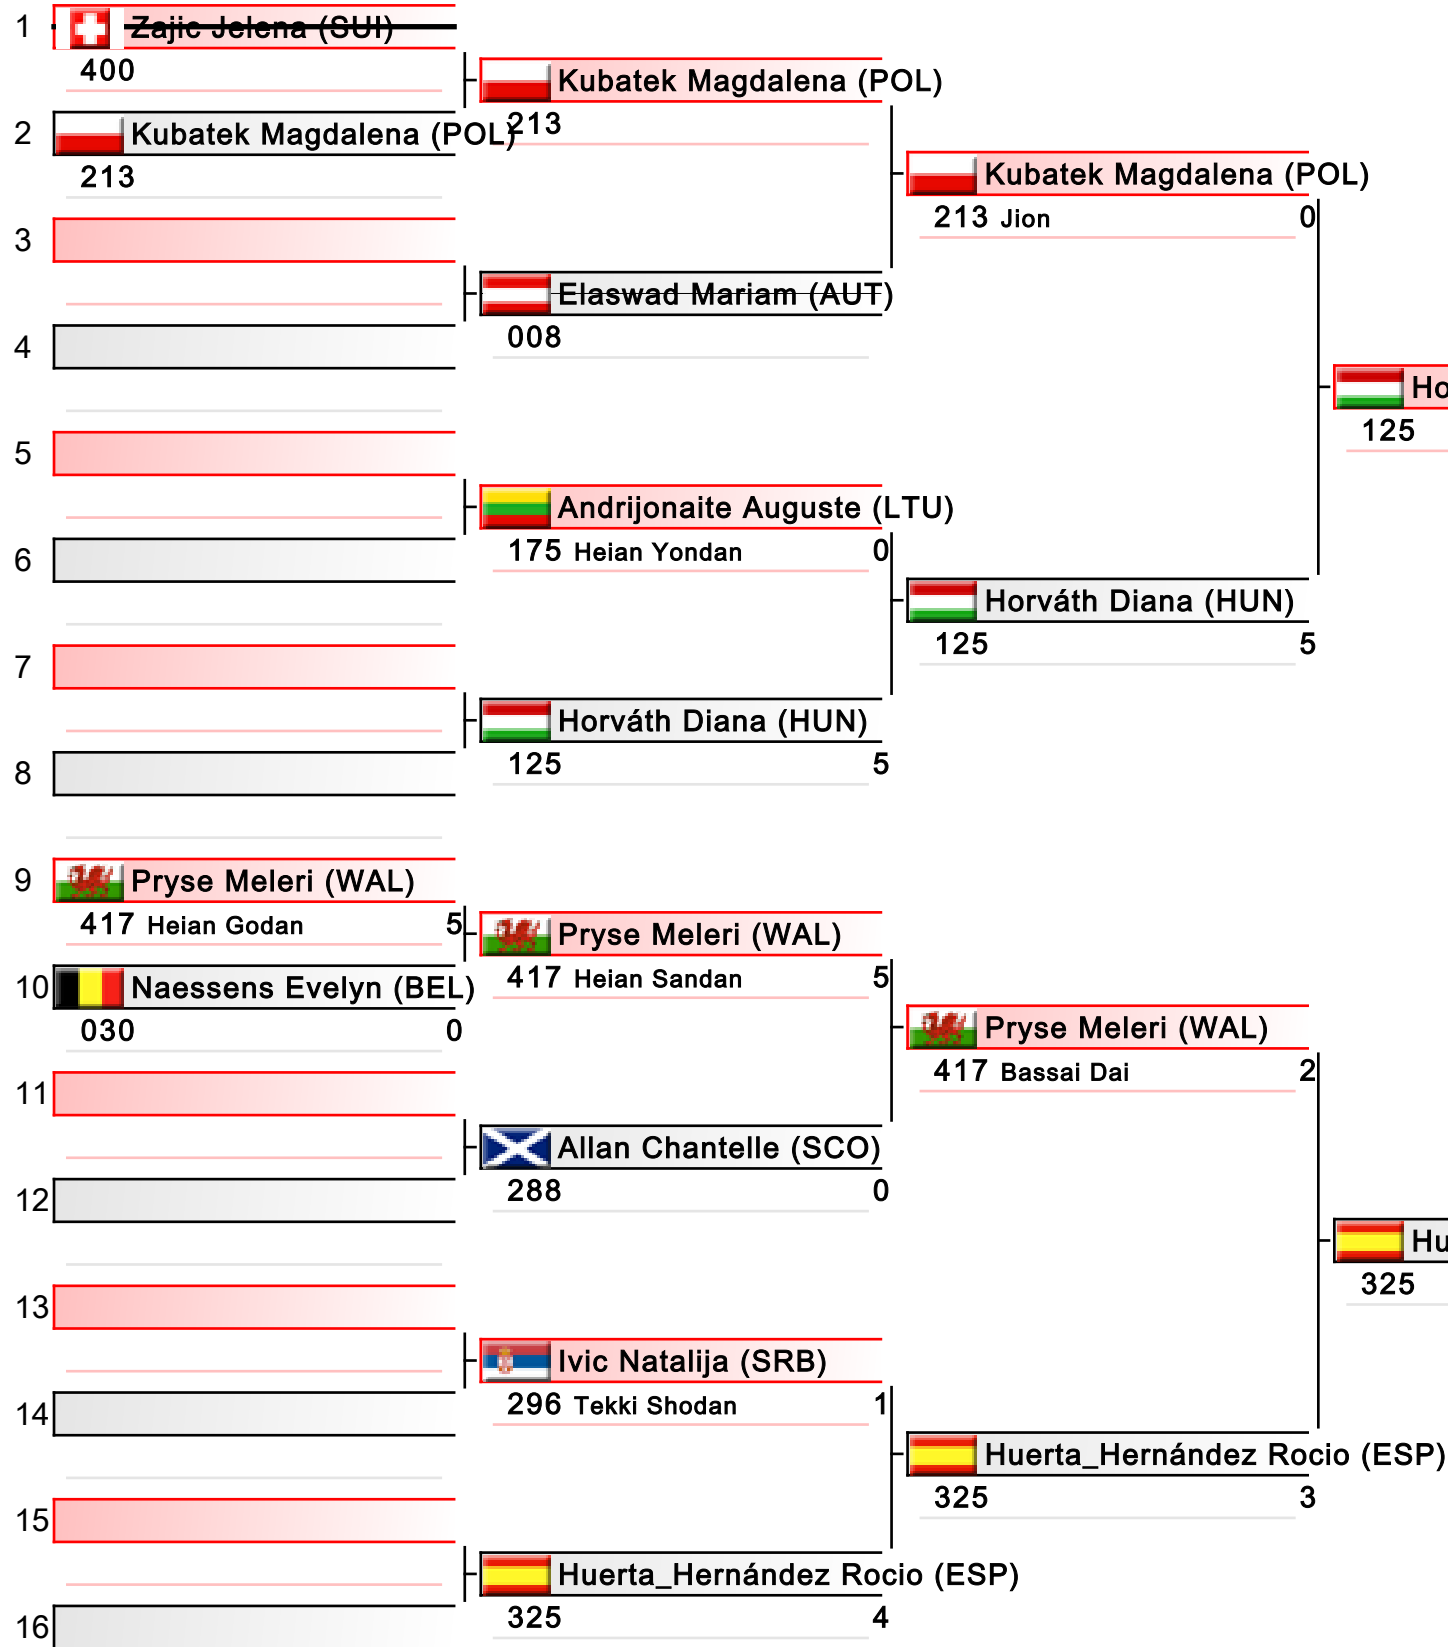 1 Zajic Jelena (SUI)
400
Kubatek Magdalena (POL)
213
2 Kubatek Magdalena (POL)
213
Kubatek Magdalena (POL)
213 Jion 0
3
Elaswad Mariam (AUT)
008
4
Ho
125
5
Andrijonaite Auguste (LTU)
175 Heian Yondan 0
6
Horváth Diana (HUN)
125 5
7
Horváth Diana (HUN)
125 5
8
9 Pryse Meleri (WAL)
417 Heian Godan 5
Pryse Meleri (WAL)
417 Heian Sandan 5
10 Naessens Evelyn (BEL)
030 0
Pryse Meleri (WAL)
417 Bassai Dai 2
11
Allan Chantelle (SCO)
288 0
12
Hu
325
13
Ivic Natalija (SRB)
296 Tekki Shodan 1
14
Huerta_Hernández Rocio (ESP)
325 3
15
Huerta_Hernández Rocio (ESP)
325 4
16